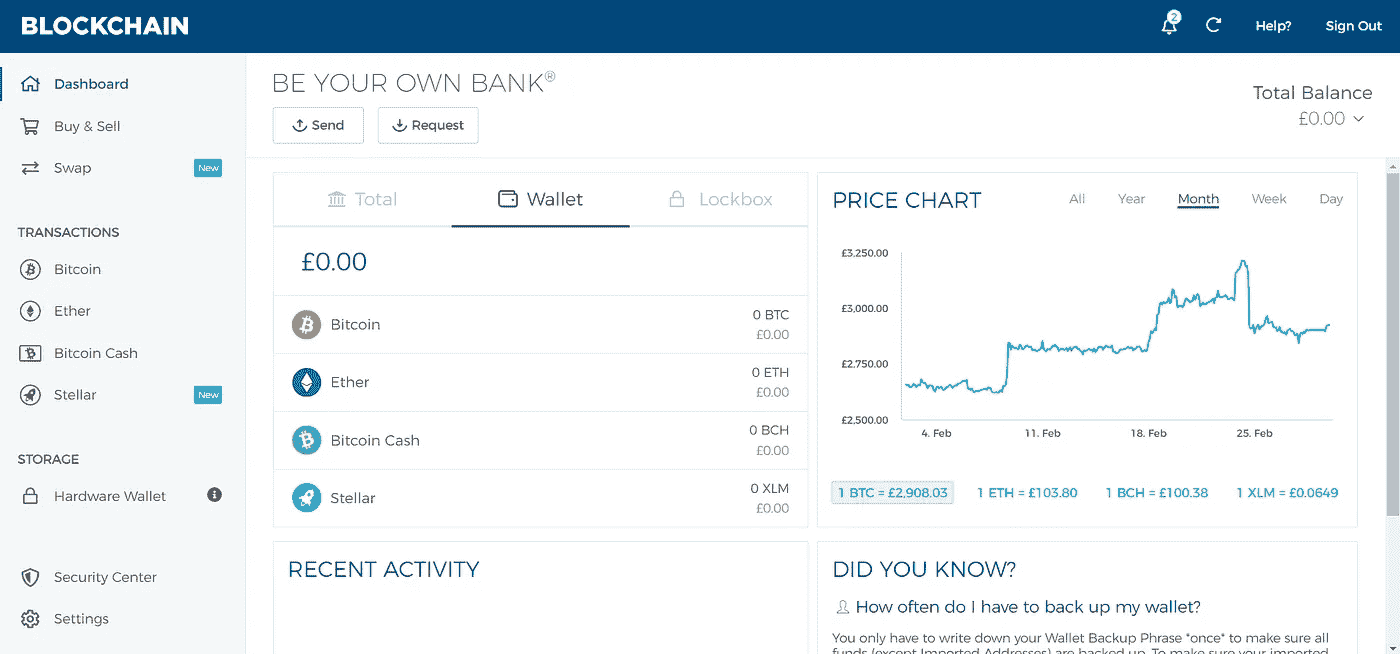 BLOCKCHAIN
2
Help?
Sign Out
Dashboard
Buy & Sell
Swap
New
TRANSACTIONS
Bitcoin
Ether
Bitcoin Cash
Stellar
New
STORAGE
Hardware Wallet
Security Center
Settings
BE YOUR OWN BANK®
Send
Request
Total Balance
£0.00
Total
Wallet
Lockbox
£0.00
Bitcoin
0 BTC
£0.00
Ether
0 ETH
£0.00
Bitcoin Cash
0 BCH
£0.00
Stellar
0 XLM
£0.00
PRICE CHART
All
Year
Month
Week
Day
£3,250.00
£3,000.00
£2,750.00
£2,500.00
4. Feb
11. Feb
18. Feb
25. Feb
1 BTC = £2,908.03
1 ETH = £103.80
1 BCH = £100.38
1 XLM = £0.0649
RECENT ACTIVITY
DID YOU KNOW?
How often do I have to back up my wallet?
You only have to write down your Wallet Backup Phrase *once* to make sure all
funds (except Imported Addresses) are backed up. To make sure your imported